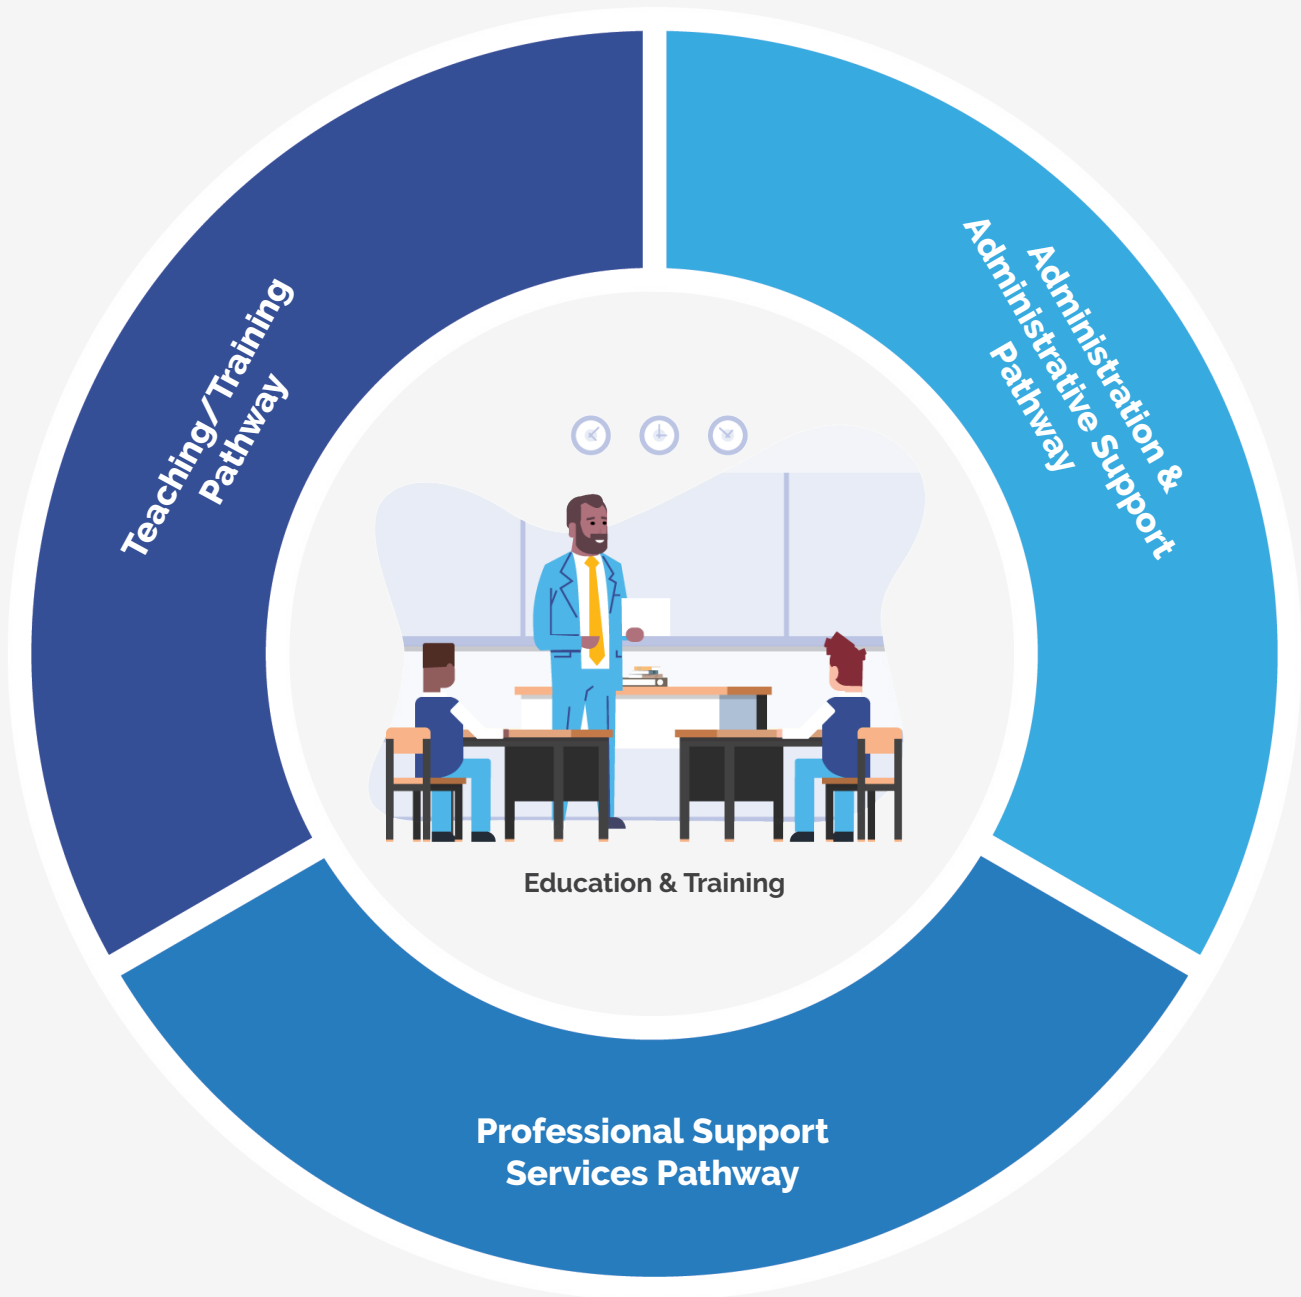 Teaching/Training
Pathway
Administration &
Administrative Support
Pathway
Education & Training
Professional Support
Services Pathway